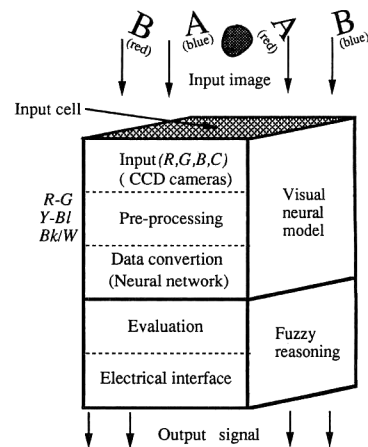 B A A B
(red) (blue) (red) (blue)
Input image
Input cell
Input (R,G,B,C)
( CCD cameras)
R-G
Y-Bl
Bk/W
Pre-processing
Visual
neural
model
Data convertion
(Neural network)
Evaluation
Fuzzy
reasoning
Electrical interface
Output signal